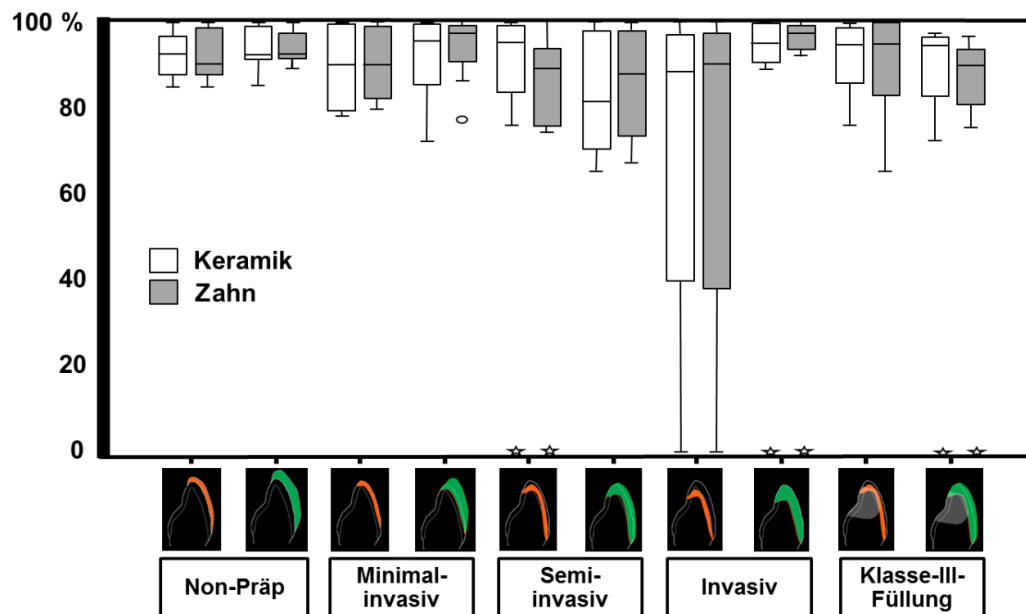 100 %
80
60
40
20
0
Keramik
Zahn
Non-Präp
Minimal-
invasiv
Semi-
invasiv
Invasiv
Klasse-III-
Füllung